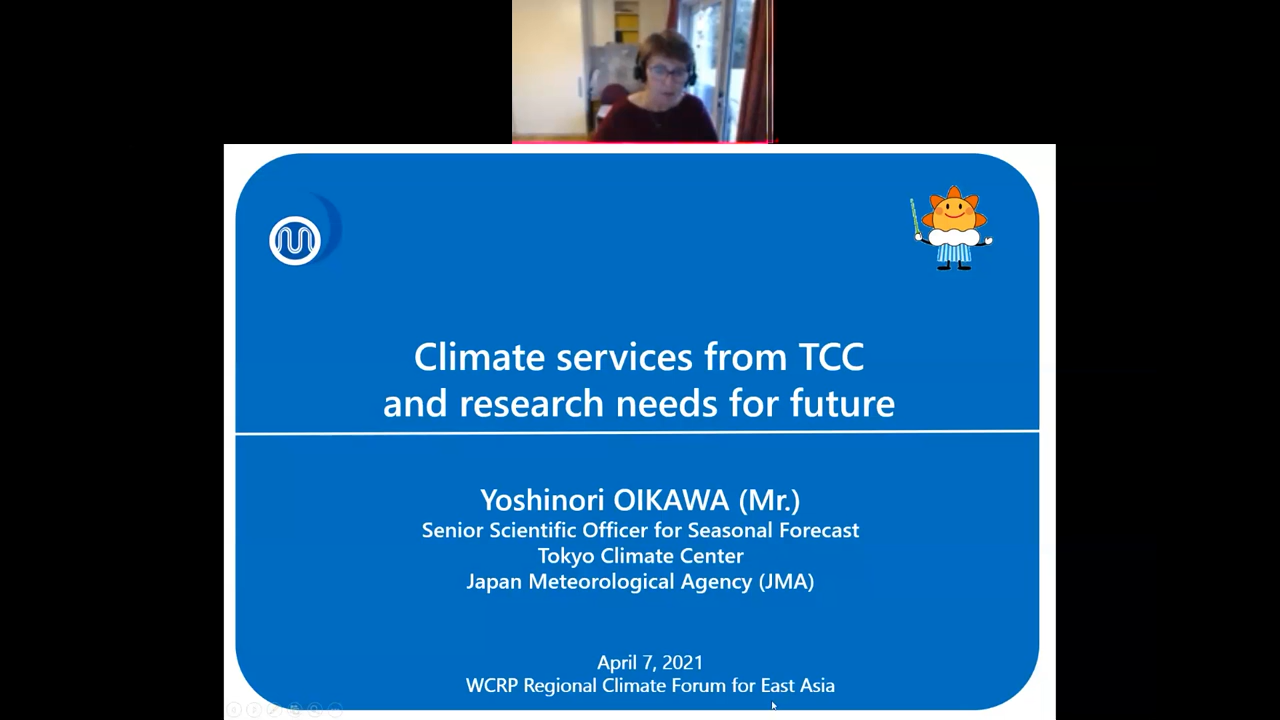 Climate services from TCC
and research needs for future
Yoshinori OIKAWA (Mr.)
Senior Scientific Officer for Seasonal Forecast
Tokyo Climate Center
Japan Meteorological Agency (JMA)
April 7, 2021
WCRP Regional Climate Forum for East Asia